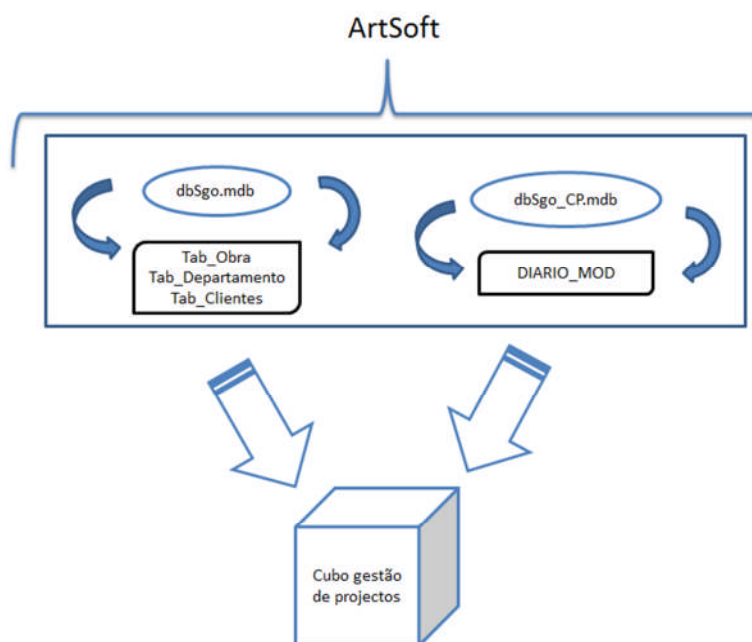 ArtSoft
dbSgo.mdb
Tab_Obra
Tab_Departamento
Tab_Clientes
dbSgo_CP.mdb
DIARIO_MOD
Cubo gestão
de projectos